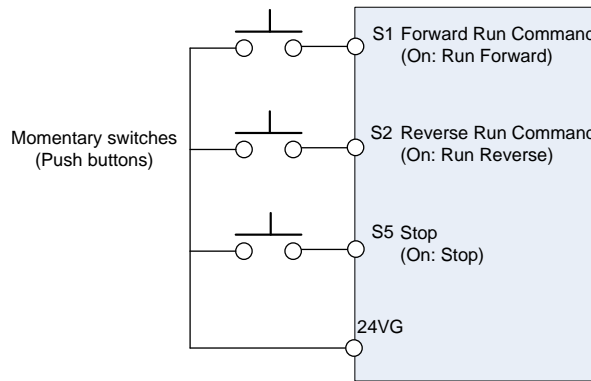 S1 Forward Run Command
(On: Run Forward)
S2 Reverse Run Command
(On: Run Reverse)
Momentary switches
(Push buttons)
S5 Stop
(On: Stop)
24VG